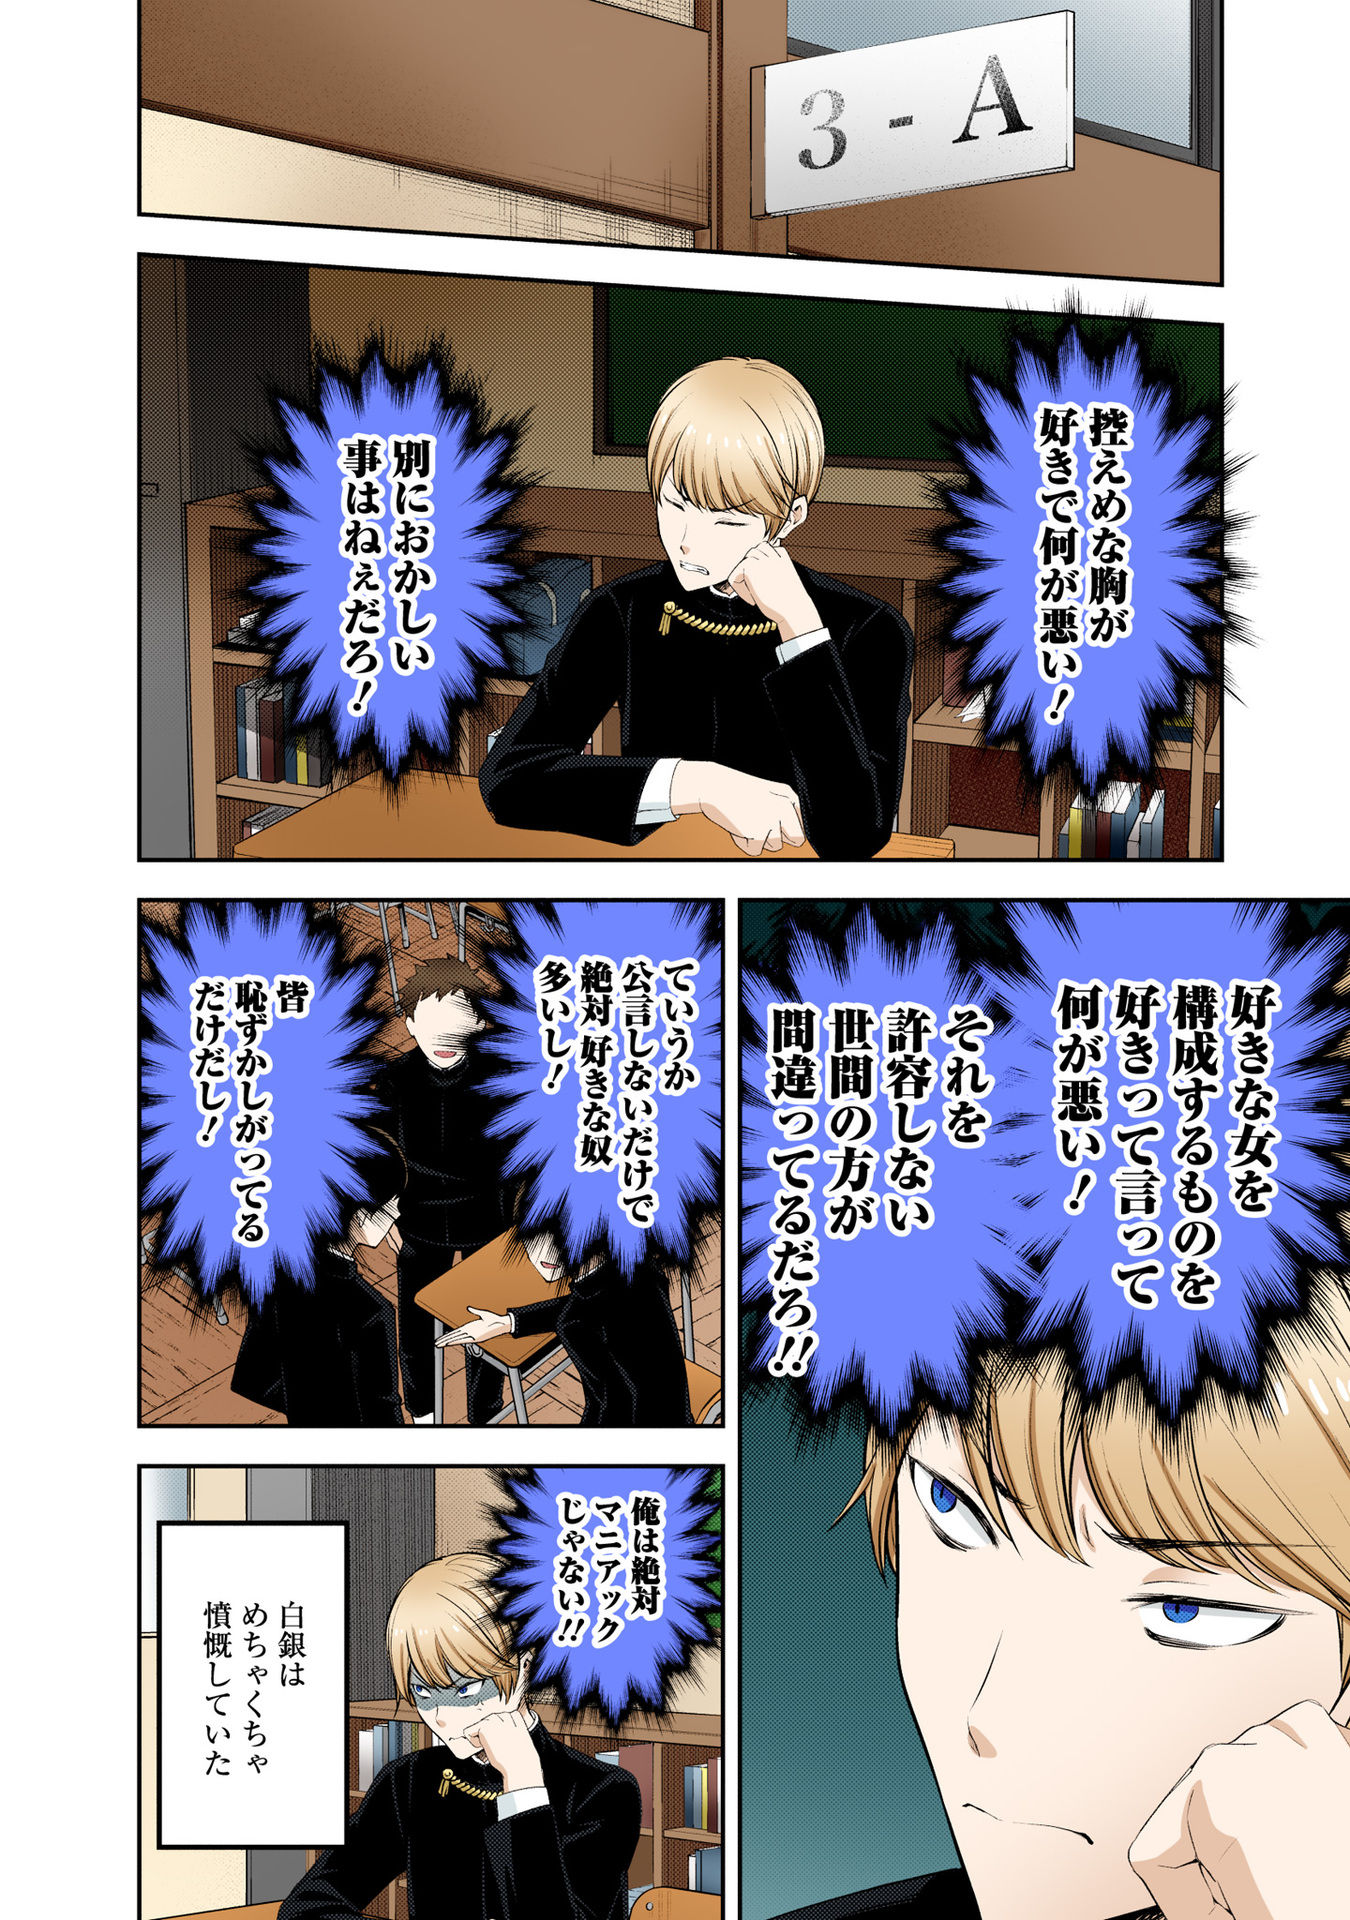 3-A
控えめな胸が
好きで何が悪い！
別におかしい
事はねぇだろ！
好きな女を
構成するものを
好きって言って
何が悪い！
それを
許容しない
世間の方が
間違ってるだろ!!
ていうか
公言しないだけで
絶対好きな奴
多いし！
皆
恥ずかしがってる
だけだし！
俺は絶対
マニアック
じゃない!!
白銀は
めちゃくちゃ
憤慨していた